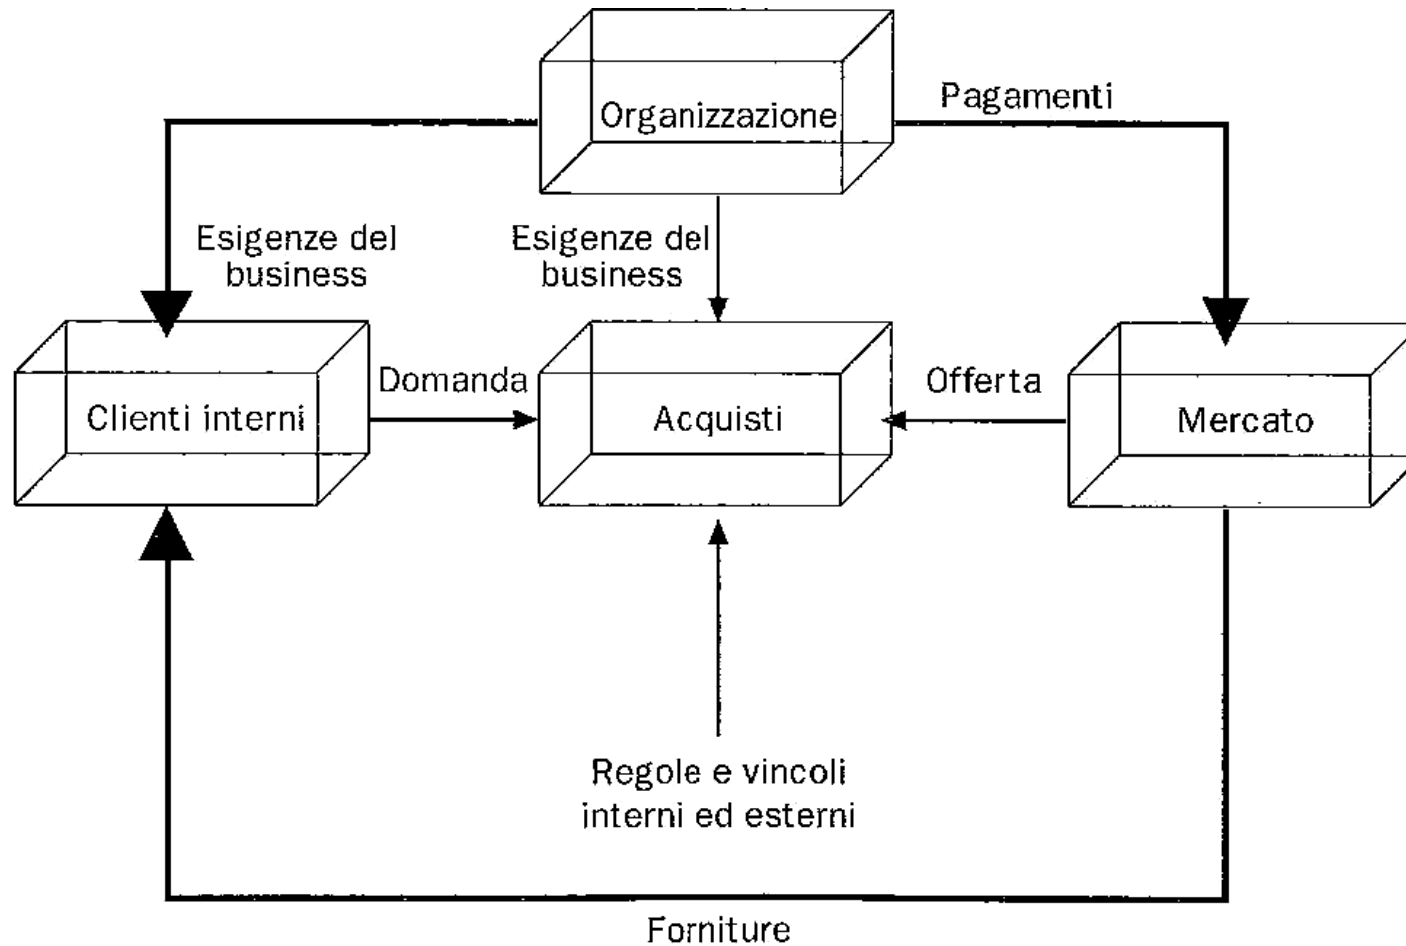 Organizzazione
Pagamenti
Esigenze del
business
Esigenze del
business
Clienti interni
Domanda
Acquisti
Offerta
Mercato
Regole e vincoli
interni ed esterni
Forniture